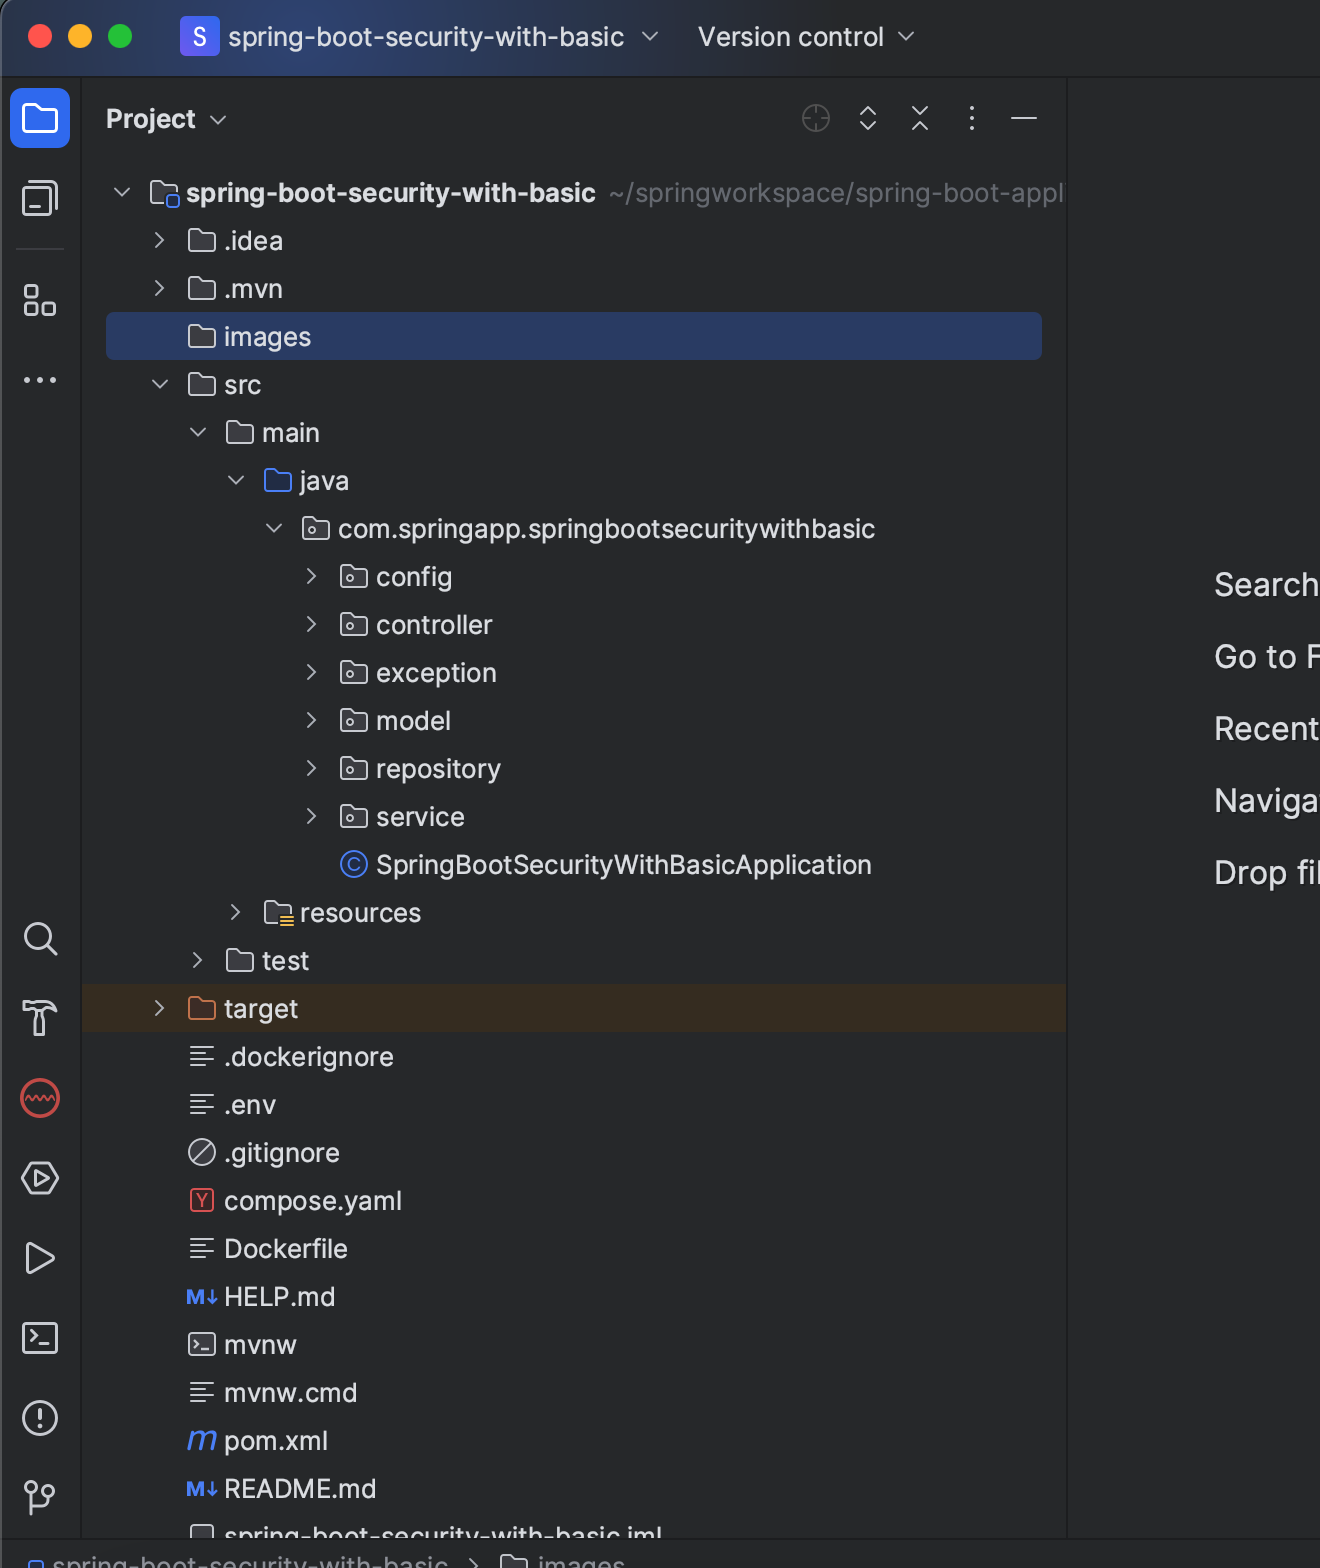 S spring-boot-security-with-basic Version control
Project
spring-boot-security-with-basic ~/springworkspace/spring-boot-appl
.idea
.mvn
images
src
main
java
com.springapp.springbootsecuritywithbasic
config
controller
exception
model
repository
service
C SpringBootSecurityWithBasicApplication
resources
test
target
.dockerignore
.env
.gitignore
Y compose.yaml
Dockerfile
M↓ HELP.md
mvnw
mvnw.cmd
m pom.xml
M↓ README.md
spring-boot-security-with-basic.iml
spring-boot-security-with-basic > images
Search
Go to F
Recent
Naviga
Drop fil